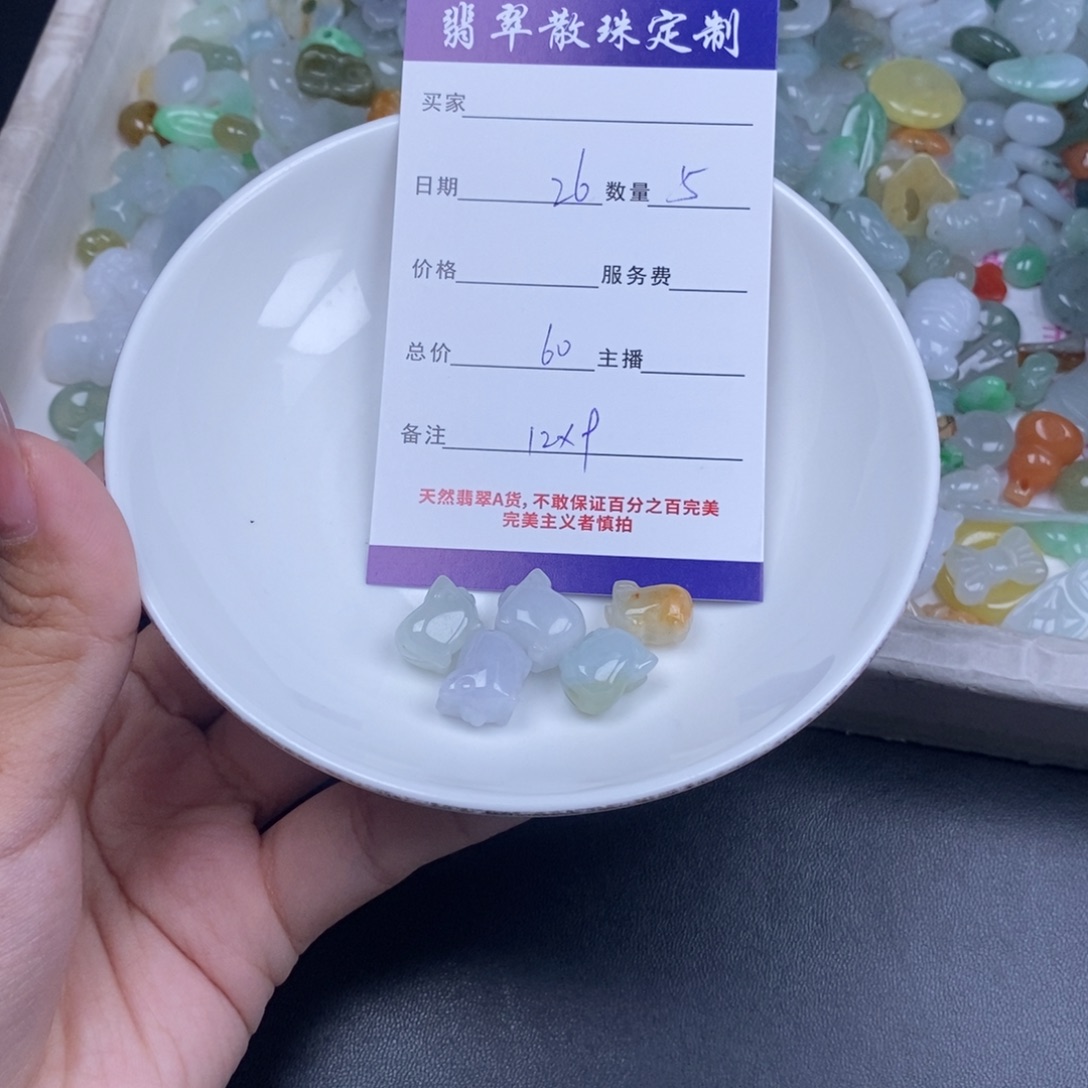 翡翠散珠定制
买家
日期 26 数量 5
价格 服务费
总价 60 主播
备注 12×9
天然翡翠A货,不敢保证百分之百完美
完美主义者慎拍